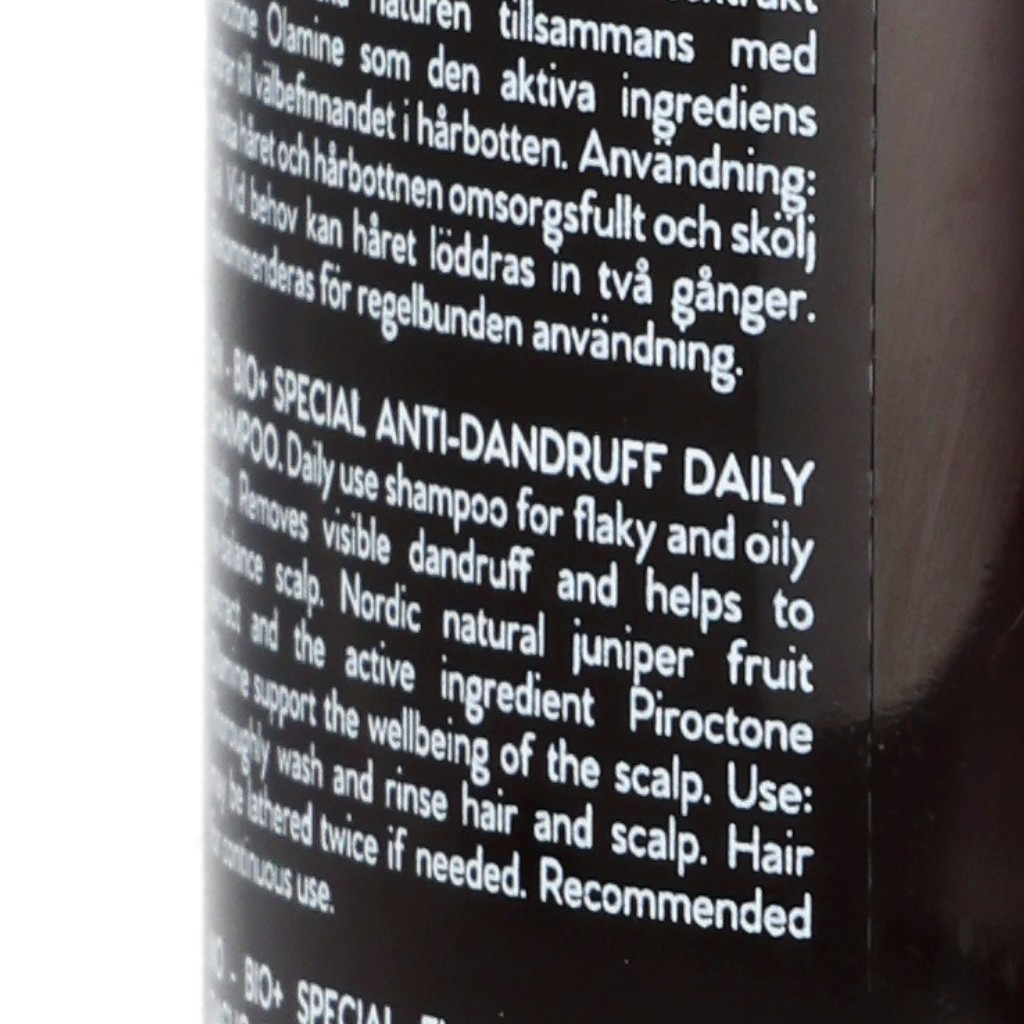 naturen tillsammans med
Olamine som den aktiva ingrediens
till välbefinnandet i hårbotten. Användning:
håret och hårbottnen omsorgsfullt och skölj
Vid behov kan håret löddras in två gånger.
för regelbunden användning.
- BIO+ SPECIAL ANTI-DANDRUFF DAILY
SHAMPOO. Daily use shampoo for flaky and oily
Removes visible dandruff and helps to
scalp. Nordic natural juniper fruit
and the active ingredient Piroctone
support the wellbeing of the scalp. Use:
wash and rinse hair and scalp. Hair
be lathered twice if needed. Recommended
continuous use.
- BIO+ SPECIAL